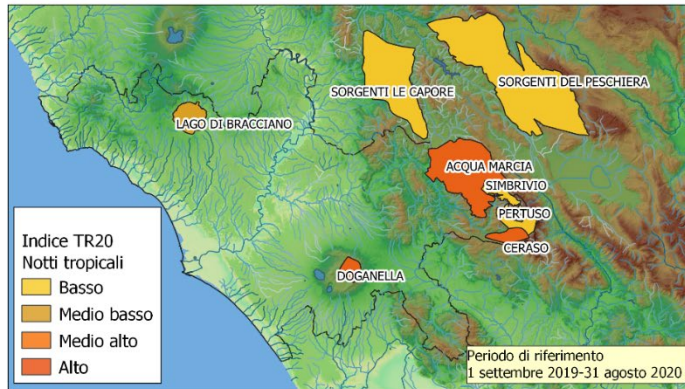 SORGENTI LE CAPORE
SORGENTI DEL PESCHIERA
LAGO DI BRACCIANO
ACQUA MARCIA
SIMBRIVIO
PERTUSO
CERASO
DOGANELLA
Indice TR20
Notti tropicali
Basso
Medio basso
Medio alto
Alto
Periodo di riferimento
1 settembre 2019-31 agosto 2020